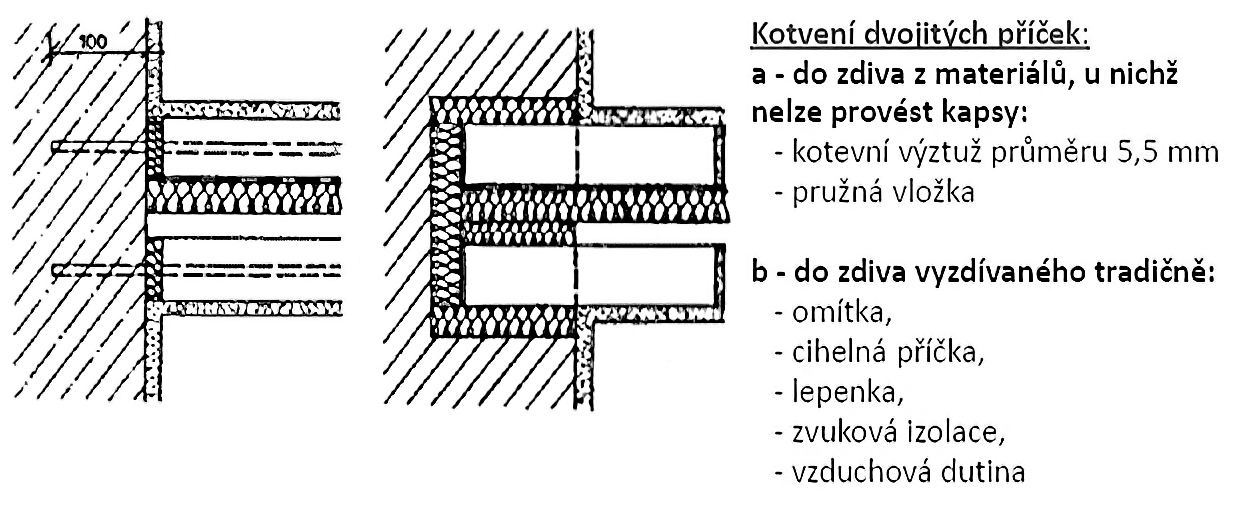 100
Kotvení dvojitých příček:
a - do zdiva z materiálů, u nichž
nelze provést kapsy:
- kotevní výztuž průměru 5,5 mm
- pružná vložka
b - do zdiva vyzdívaného tradičně:
- omítka,
- cihelná příčka,
- lepenka,
- zvuková izolace,
- vzduchová dutina